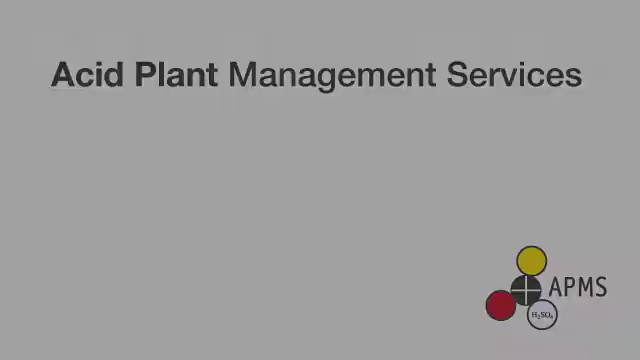 Acid Plant Management Services
APMS
H₂SO₄